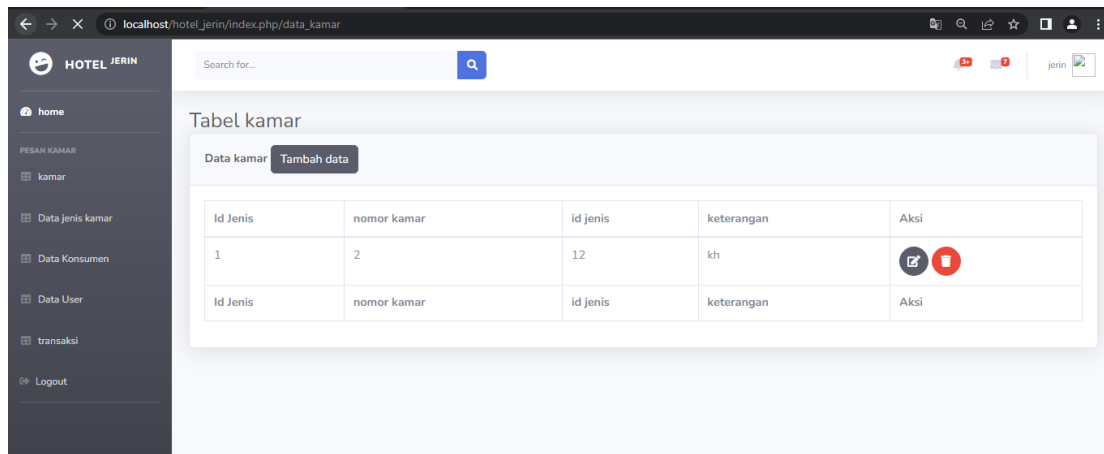 localhost/hotel_jerin/index.php/data_kamar
HOTEL JERIN
Search for...
3+
7
jerin
home
Tabel kamar
PESAN KAMAR
Data kamar Tambah data
kamar
Data jenis kamar
Data Konsumen
Data User
transaksi
Logout
Id Jenis nomor kamar id jenis keterangan Aksi
1 2 12 kh
Id Jenis nomor kamar id jenis keterangan Aksi